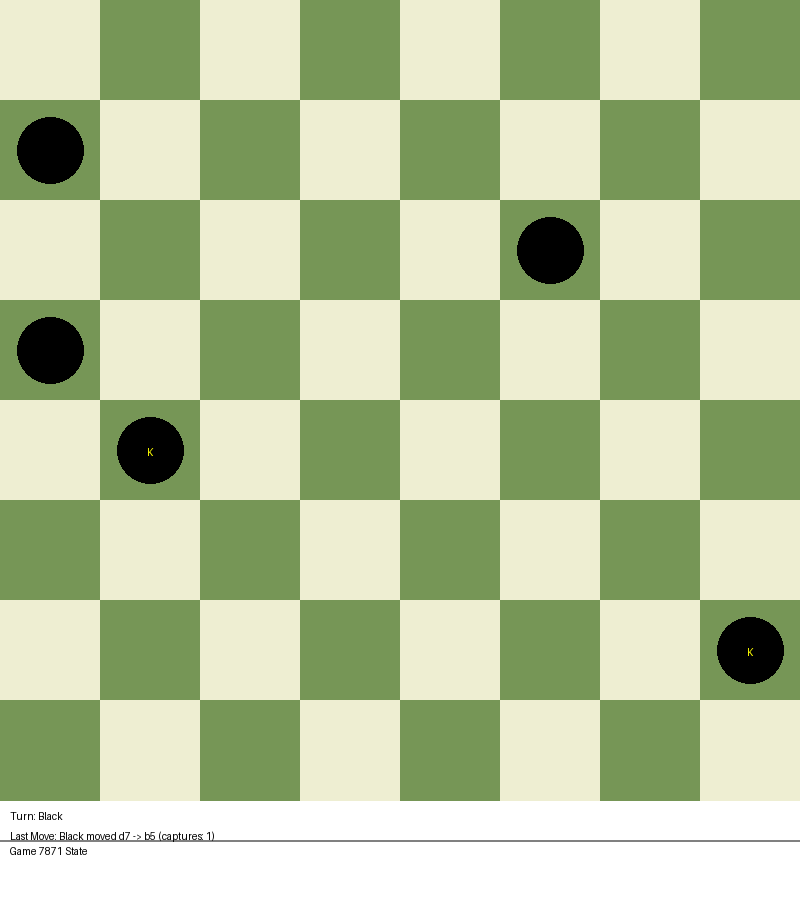 K
K
Turn: Black
Last Move: Black moved d7 -> b5 (captures: 1)
Game 7871 State